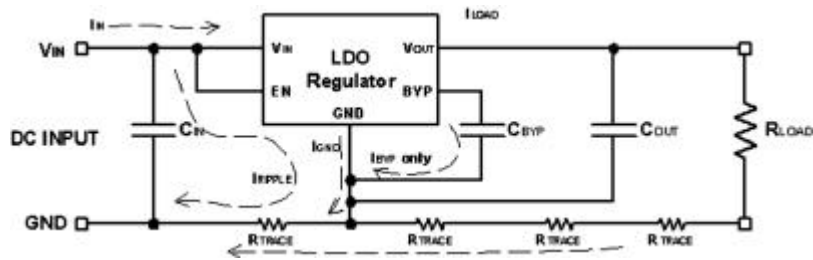 IIN
ILOAD
VIN
VIN
LDO
Regulator
VOUT
EN
BYP
GND
DC INPUT
CIN
IGND
IBYP only
CBYP
COUT
RLOAD
IRIPPLE
GND
RTRACE
RTRACE
RTRACE
RTRACE